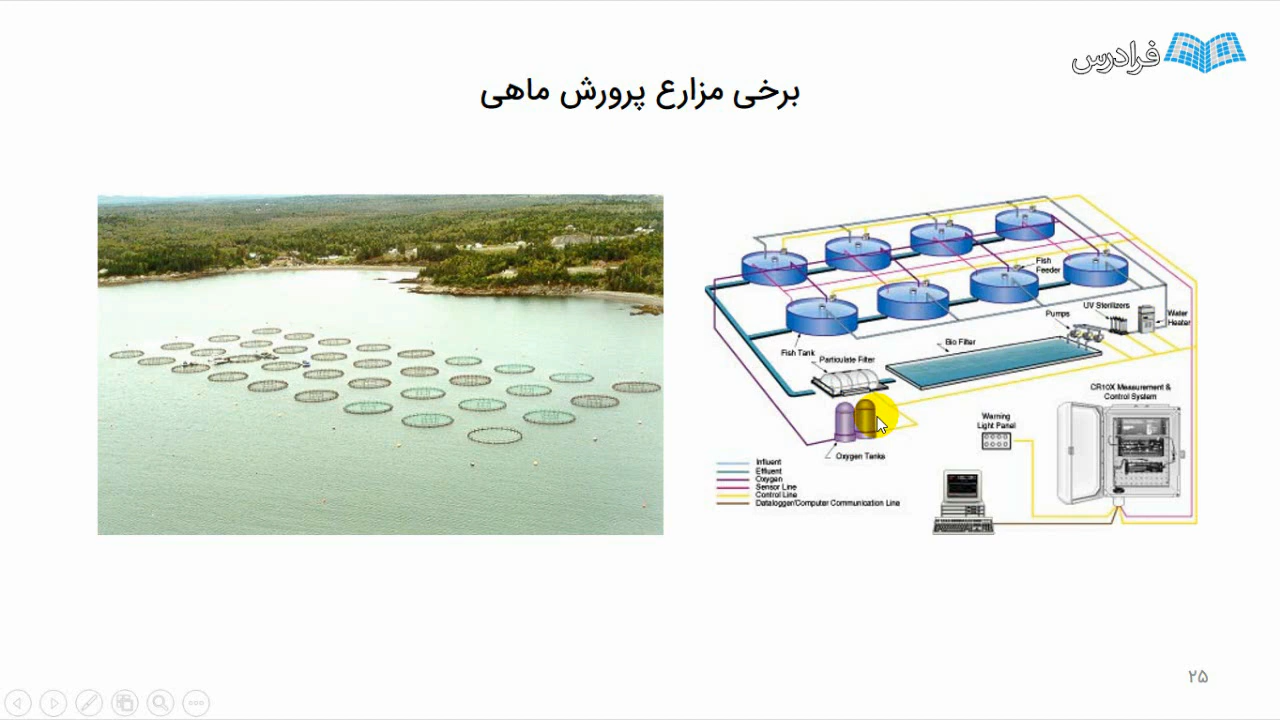 فرادرس
برخی مزارع پرورش ماهی
Fish
Feeder
UV Sterilizers
Water
Heater
Pumps
Bio Filter
Fish Tank
Particulate Filter
CR10X Measurement &
Control System
Warning
Light Panel
Oxygen Tanks
Influent
Effluent
Oxygen
Sensor Line
Control Line
Datalogger/Computer Communication Line
۲۵